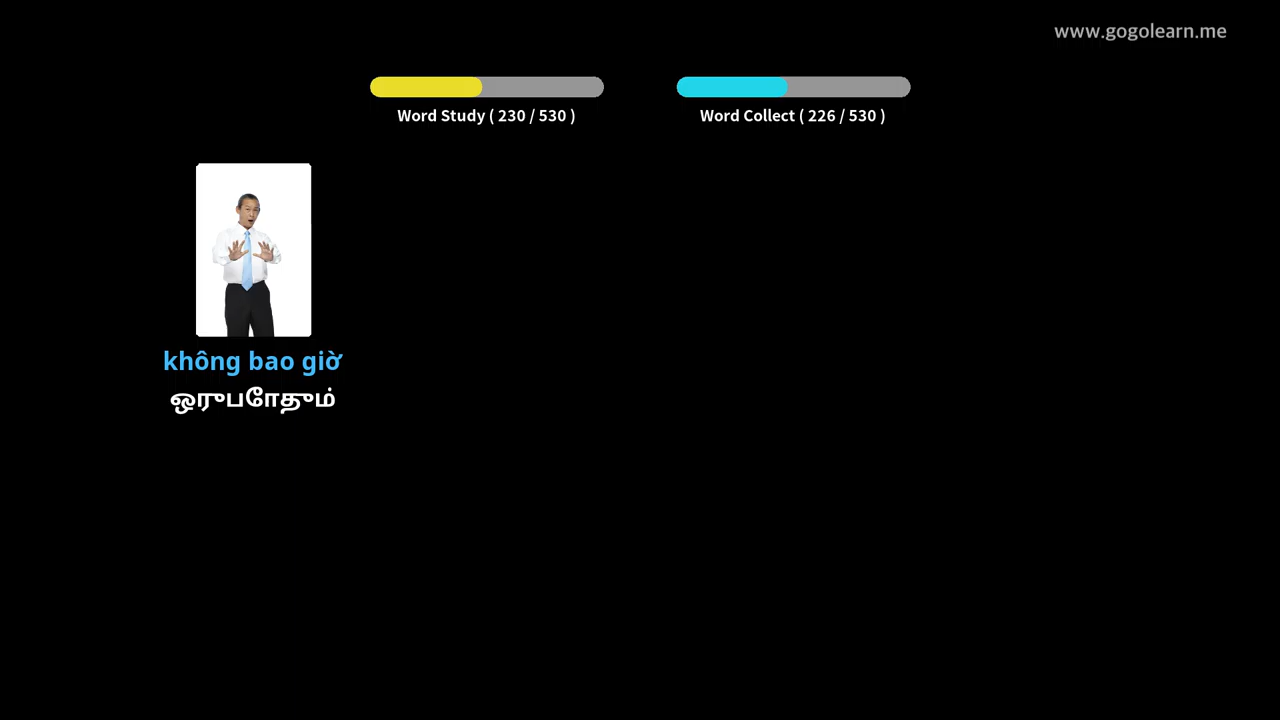 www.gogolearn.me
Word Study ( 230 / 530 )
Word Collect ( 226 / 530 )
không bao giờ
ஒருபோதும்